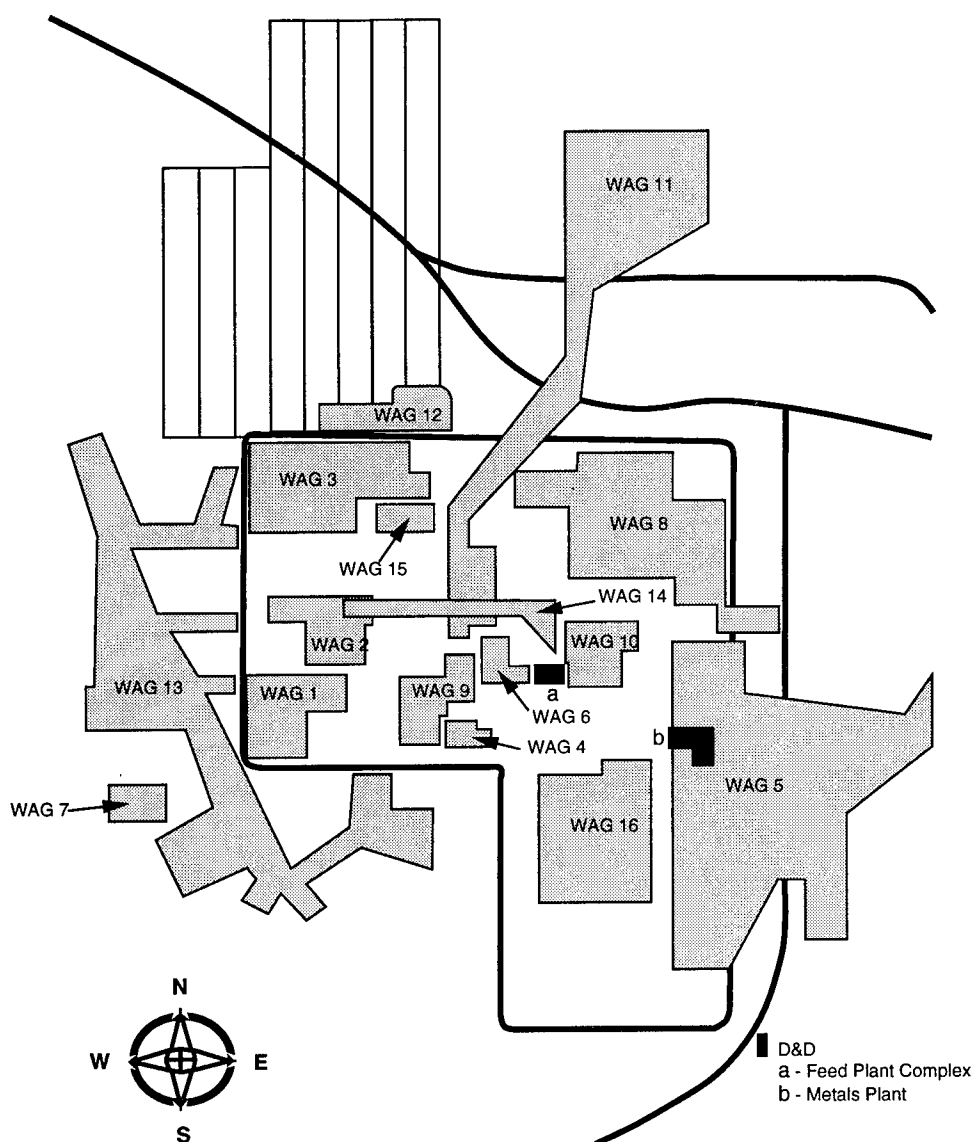 WAG 11
WAG 12
WAG 3
WAG 8
WAG 15
WAG 14
WAG 2
WAG 10
WAG 13
WAG 1
WAG 9
a
WAG 6
b
WAG 4
WAG 5
WAG 7
WAG 16
N
W
E
S
D&D
a - Feed Plant Complex
b - Metals Plant